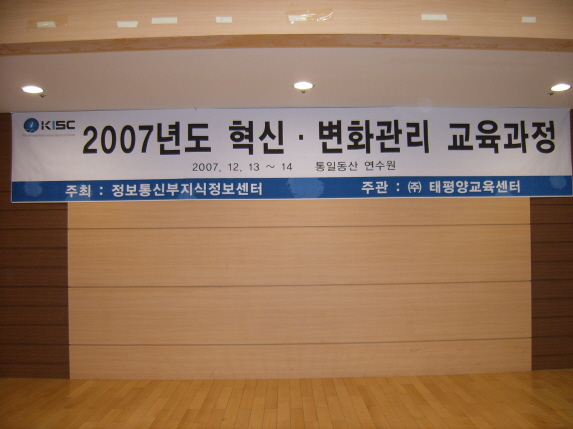 KISC
2007년도 혁신 · 변화관리 교육과정
2007. 12. 13 ~ 14 통일동산 연수원
주최 : 정보통신부지식정보센터 주관 : ㈜ 태평양교육센터